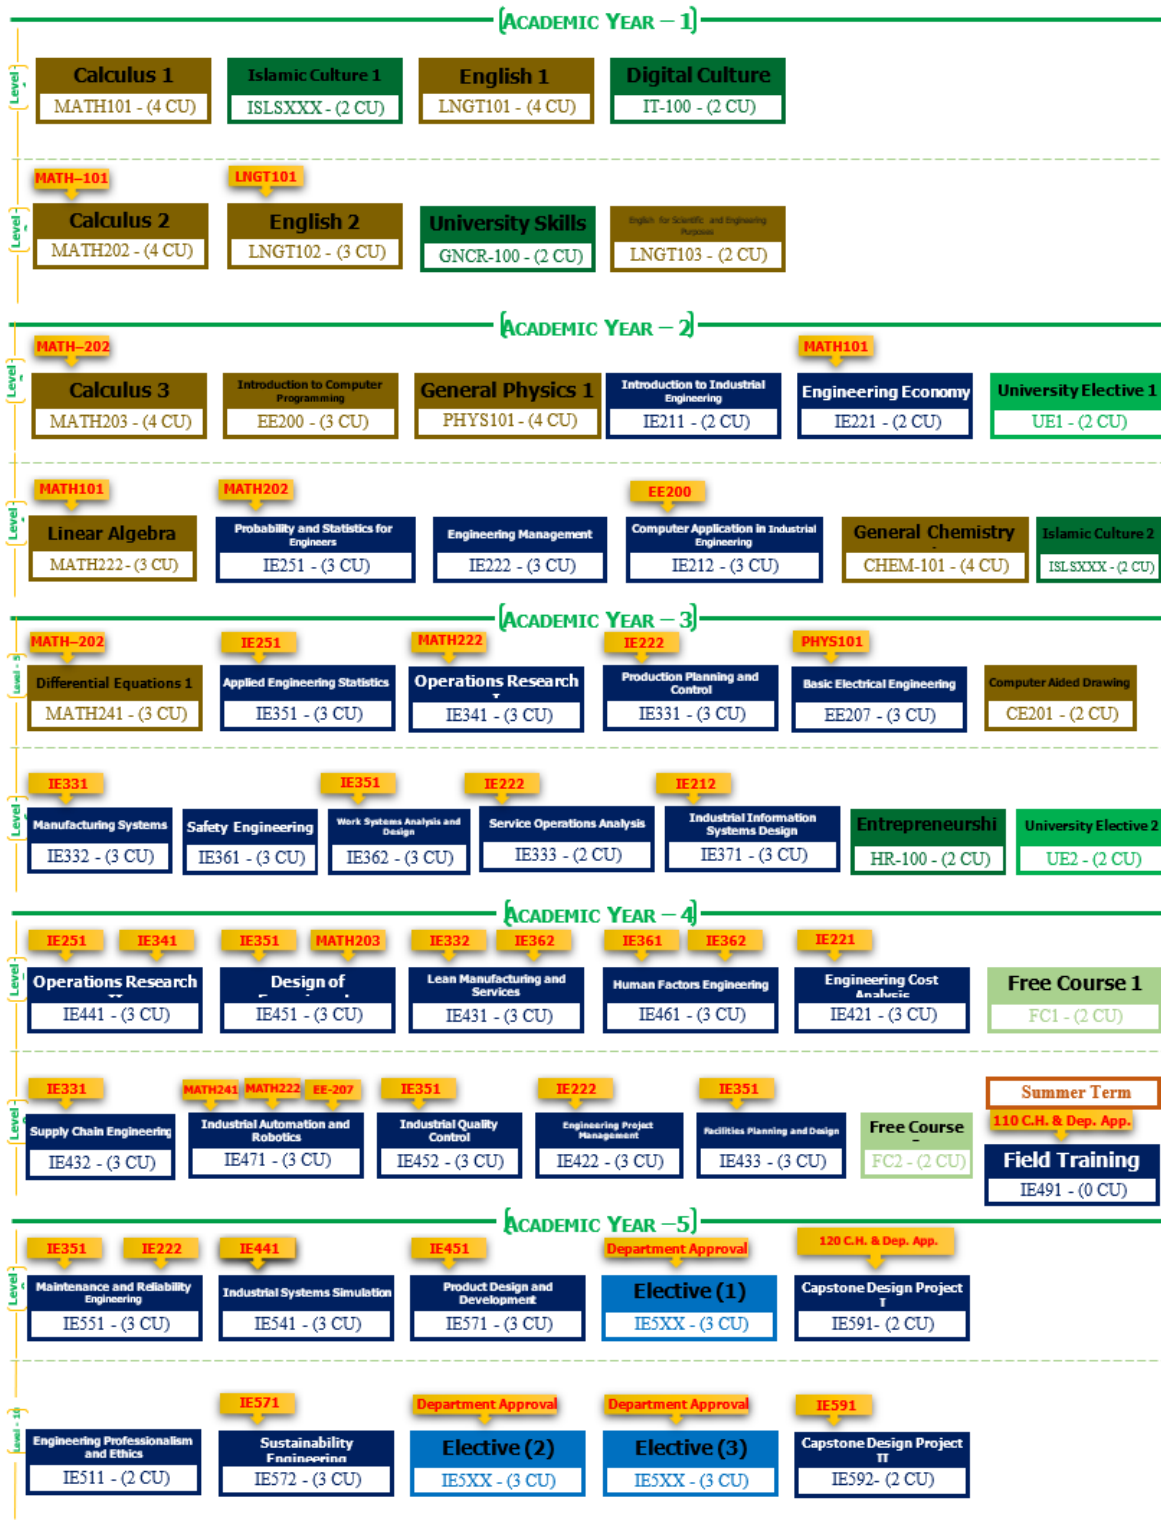 ACADEMIC YEAR – 1
Level -
Calculus 1
Islamic Culture 1
English 1
Digital Culture
MATH101 - (4 CU)
ISLSXXX - (2 CU)
LNGT101 - (4 CU)
IT-100 - (2 CU)
MATH–101
LNGT101
Level -
Calculus 2
English 2
University Skills
English for Scientific and Engineering
Purposes
MATH202 - (4 CU)
LNGT102 - (3 CU)
GNCR-100 - (2 CU)
LNGT103 - (2 CU)
ACADEMIC YEAR – 2
MATH–202
MATH101
Level -
Calculus 3
Introduction to Computer
Programming
General Physics 1
Introduction to Industrial
Engineering
Engineering Economy
University Elective 1
MATH203 - (4 CU)
EE200 - (3 CU)
PHYS101 - (4 CU)
IE211 - (2 CU)
IE221 - (2 CU)
UE1 - (2 CU)
MATH101
MATH202
EE200
Level -
Linear Algebra
Probability and Statistics for
Engineers
Engineering Management
Computer Application in Industrial
Engineering
General Chemistry
Islamic Culture 2
MATH222- (3 CU)
IE251 - (3 CU)
IE222 - (3 CU)
IE212 - (3 CU)
CHEM-101 - (4 CU)
ISLSXXX - (2 CU)
ACADEMIC YEAR – 3
MATH–202
IE251
MATH222
IE222
PHYS101
Level - 5
Differential Equations 1
Applied Engineering Statistics
Operations Research
I
Production Planning and
Control
Basic Electrical Engineering
Computer Aided Drawing
MATH241 - (3 CU)
IE351 - (3 CU)
IE341 - (3 CU)
IE331 - (3 CU)
EE207 - (3 CU)
CE201 - (2 CU)
IE331
IE351
IE222
IE212
Level -
Manufacturing Systems
Safety Engineering
Work Systems Analysis and
Design
Service Operations Analysis
Industrial Information
Systems Design
Entrepreneurshi
University Elective 2
IE332 - (3 CU)
IE361 - (3 CU)
IE362 - (3 CU)
IE333 - (2 CU)
IE371 - (3 CU)
HR-100 - (2 CU)
UE2 - (2 CU)
ACADEMIC YEAR – 4
IE251
IE341
IE351
MATH203
IE332
IE362
IE361
IE362
IE221
Level -
Operations Research
II
Design of
Lean Manufacturing and
Services
Human Factors Engineering
Engineering Cost
Analysis
Free Course 1
IE441 - (3 CU)
IE451 - (3 CU)
IE431 - (3 CU)
IE461 - (3 CU)
IE421 - (3 CU)
FC1 - (2 CU)
IE331
MATH241
MATH222
EE-207
IE351
IE222
IE351
Summer Term
110 C.H. & Dep. App.
Level -
Supply Chain Engineering
Industrial Automation and
Robotics
Industrial Quality
Control
Engineering Project
Management
Facilities Planning and Design
Free Course
Field Training
IE432 - (3 CU)
IE471 - (3 CU)
IE452 - (3 CU)
IE422 - (3 CU)
IE433 - (3 CU)
FC2 - (2 CU)
IE491 - (0 CU)
ACADEMIC YEAR –5
IE351
IE222
IE441
IE451
Department Approval
120 C.H. & Dep. App.
Level -
Maintenance and Reliability
Engineering
Industrial Systems Simulation
Product Design and
Development
Elective (1)
Capstone Design Project
I
IE551 - (3 CU)
IE541 - (3 CU)
IE571 - (3 CU)
IE5XX - (3 CU)
IE591- (2 CU)
IE571
Department Approval
Department Approval
IE591
Level - 10
Engineering Professionalism
and Ethics
Sustainability
Engineering
Elective (2)
Elective (3)
Capstone Design Project
II
IE511 - (2 CU)
IE572 - (3 CU)
IE5XX - (3 CU)
IE5XX - (3 CU)
IE592- (2 CU)